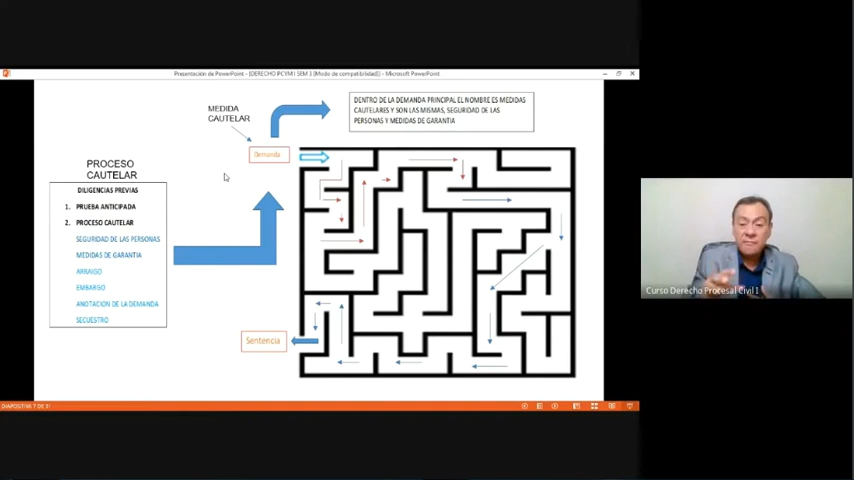 Presentación de PowerPoint - [DERECHO PCYM I SEM 3 [Modo de compatibilidad]] - Microsoft PowerPoint
MEDIDA
CAUTELAR
DENTRO DE LA DEMANDA PRINCIPAL EL NOMBRE ES MEDIDAS
CAUTELARES Y SON LAS MISMAS, SEGURIDAD DE LAS
PERSONAS Y MEDIDAS DE GARANTIA
Demanda
PROCESO
CAUTELAR
DILIGENCIAS PREVIAS
1. PRUEBA ANTICIPADA
2. PROCESO CAUTELAR
SEGURIDAD DE LAS PERSONAS
MEDIDAS DE GARANTIA
ARRAIGO
EMBARGO
ANOTACION DE LA DEMANDA
SECUESTRO
Sentencia
Curso Derecho Procesal Civil I
DIAPOSITIVA 7 DE